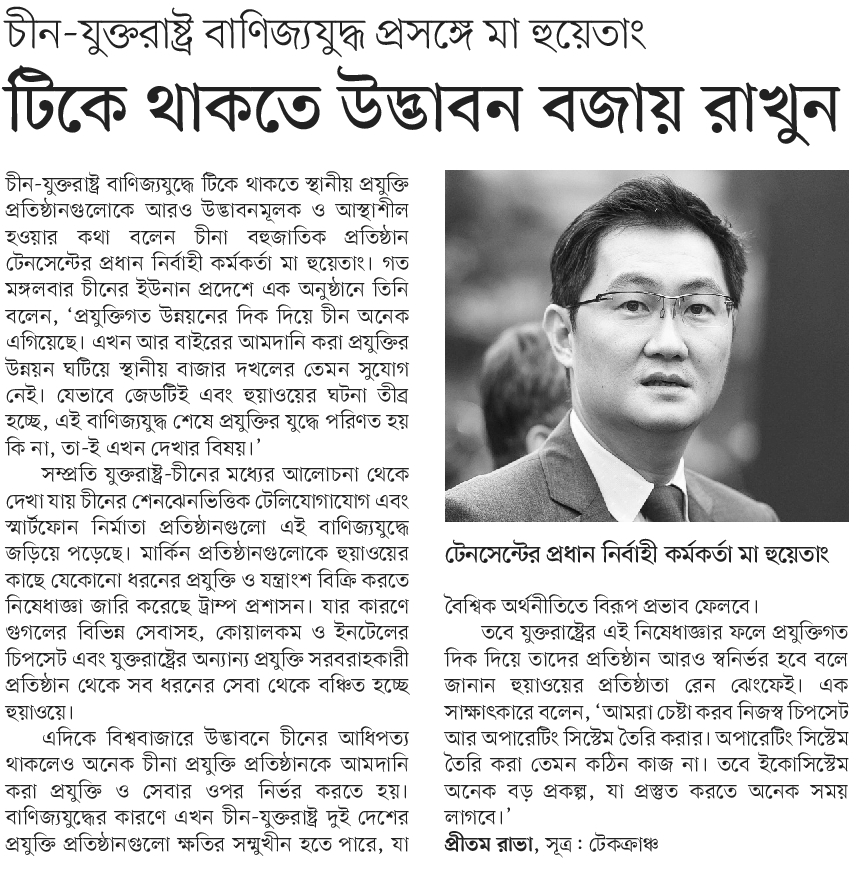 চীন-যুক্তরাষ্ট্র বাণিজ্যযুদ্ধ প্রসঙ্গে মা হুয়েতাং
টিকে থাকতে উদ্ভাবন বজায় রাখুন
চীন-যুক্তরাষ্ট্র বাণিজ্যযুদ্ধে টিকে থাকতে স্থানীয় প্রযুক্তি
প্রতিষ্ঠানগুলোকে আরও উদ্ভাবনমূলক ও আস্থাশীল
হওয়ার কথা বলেন চীনা বহুজাতিক প্রতিষ্ঠান
টেনসেন্টের প্রধান নির্বাহী কর্মকর্তা মা হুয়েতাং। গত
মঙ্গলবার চীনের ইউনান প্রদেশে এক অনুষ্ঠানে তিনি
বলেন, ‘প্রযুক্তিগত উন্নয়নের দিক দিয়ে চীন অনেক
এগিয়েছে। এখন আর বাইরের আমদানি করা প্রযুক্তির
উন্নয়ন ঘটিয়ে স্থানীয় বাজার দখলের তেমন সুযোগ
নেই। যেভাবে জেডটিই এবং হুয়াওয়ের ঘটনা তীব্র
হচ্ছে, এই বাণিজ্যযুদ্ধ শেষে প্রযুক্তির যুদ্ধে পরিণত হয়
কি না, তা-ই এখন দেখার বিষয়।’
সম্প্রতি যুক্তরাষ্ট্র-চীনের মধ্যের আলোচনা থেকে
দেখা যায় চীনের শেনঝেনভিত্তিক টেলিযোগাযোগ এবং
স্মার্টফোন নির্মাতা প্রতিষ্ঠানগুলো এই বাণিজ্যযুদ্ধে
জড়িয়ে পড়েছে। মার্কিন প্রতিষ্ঠানগুলোকে হুয়াওয়ের
কাছে যেকোনো ধরনের প্রযুক্তি ও যন্ত্রাংশ বিক্রি করতে
নিষেধাজ্ঞা জারি করেছে ট্রাম্প প্রশাসন। যার কারণে
গুগলের বিভিন্ন সেবাসহ, কোয়ালকম ও ইনটেলের
চিপসেট এবং যুক্তরাষ্ট্রের অন্যান্য প্রযুক্তি সরবরাহকারী
প্রতিষ্ঠান থেকে সব ধরনের সেবা থেকে বঞ্চিত হচ্ছে
হুয়াওয়ে।
এদিকে বিশ্ববাজারে উদ্ভাবনে চীনের আধিপত্য
থাকলেও অনেক চীনা প্রযুক্তি প্রতিষ্ঠানকে আমদানি
করা প্রযুক্তি ও সেবার ওপর নির্ভর করতে হয়।
বাণিজ্যযুদ্ধের কারণে এখন চীন-যুক্তরাষ্ট্র দুই দেশের
প্রযুক্তি প্রতিষ্ঠানগুলো ক্ষতির সম্মুখীন হতে পারে, যা
টেনসেন্টের প্রধান নির্বাহী কর্মকর্তা মা হুয়েতাং
বৈশ্বিক অর্থনীতিতে বিরূপ প্রভাব ফেলবে।
তবে যুক্তরাষ্ট্রের এই নিষেধাজ্ঞার ফলে প্রযুক্তিগত
দিক দিয়ে তাদের প্রতিষ্ঠান আরও স্বনির্ভর হবে বলে
জানান হুয়াওয়ের প্রতিষ্ঠাতা রেন ঝেংফেই। এক
সাক্ষাৎকারে বলেন, ‘আমরা চেষ্টা করব নিজস্ব চিপসেট
আর অপারেটিং সিস্টেম তৈরি করার। অপারেটিং সিস্টেম
তৈরি করা তেমন কঠিন কাজ না। তবে ইকোসিস্টেম
অনেক বড় প্রকল্প, যা প্রস্তুত করতে অনেক সময়
লাগবে।’
প্রীতম রাভা, সূত্র : টেকক্রাঞ্চ